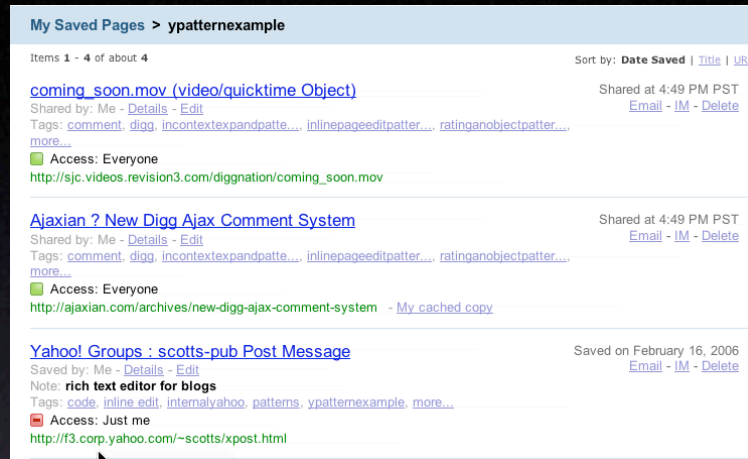 My Saved Pages > ypatternexample
Items 1 - 4 of about 4
Sort by: Date Saved | Title | UR
coming_soon.mov (video/quicktime Object)
Shared at 4:49 PM PST
Shared by: Me - Details - Edit
Email - IM - Delete
Tags: comment, digg, incontextexpandpatte..., inlinepageeditpatter..., ratinganobjectpatter...,
more...
Access: Everyone
http://sjc.videos.revision3.com/diggnation/coming_soon.mov
Ajaxian ? New Digg Ajax Comment System
Shared at 4:49 PM PST
Shared by: Me - Details - Edit
Email - IM - Delete
Tags: comment, digg, incontextexpandpatte..., inlinepageeditpatter..., ratinganobjectpatter...,
more...
Access: Everyone
http://ajaxian.com/archives/new-digg-ajax-comment-system - My cached copy
Yahoo! Groups : scotts-pub Post Message
Saved on February 16, 2006
Saved by: Me - Details - Edit
Email - IM - Delete
Note: rich text editor for blogs
Tags: code, inline edit, internalyahoo, patterns, ypatternexample, more...
Access: Just me
http://f3.corp.yahoo.com/~scotts/xpost.html